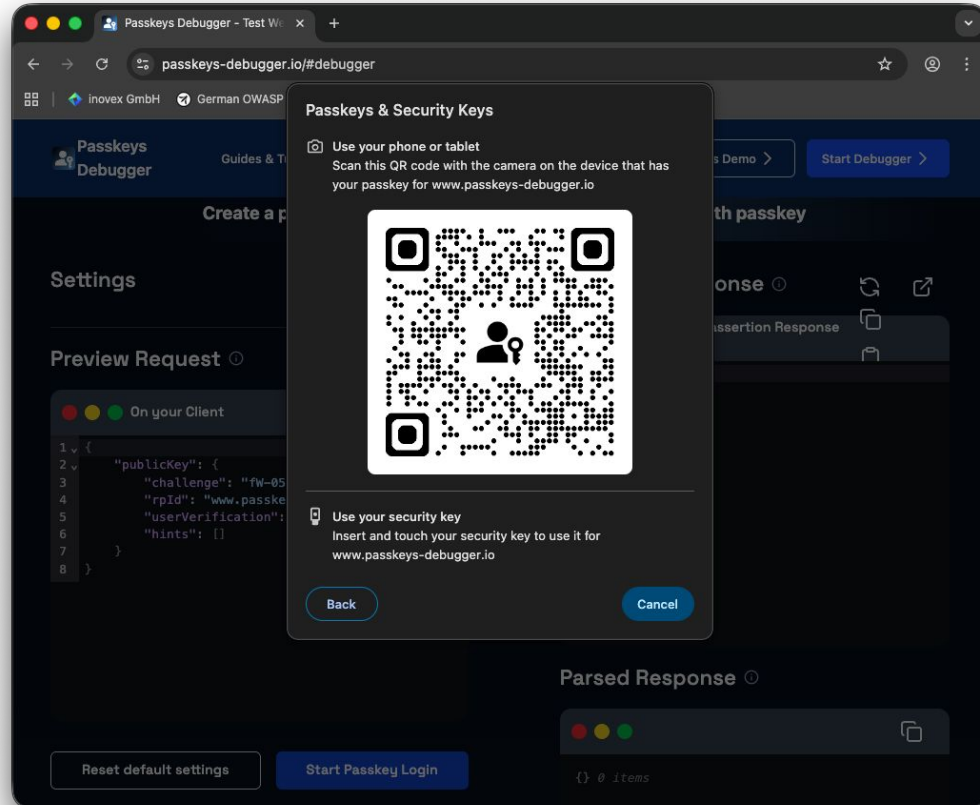 Passkeys Debugger - Test We
passkeys-debugger.io/#debugger
inovex GmbH
German OWASP
Passkeys
Debugger
Guides & T
s Demo
Start Debugger
Create a p
th passkey
Passkeys & Security Keys
Use your phone or tablet
Scan this QR code with the camera on the device that has
your passkey for www.passkeys-debugger.io
Use your security key
Insert and touch your security key to use it for
www.passkeys-debugger.io
Back
Cancel
Settings
Preview Request
On your Client
1 {
2 "publicKey": {
3 "challenge": "fW-05
4 "rpId": "www.passke
5 "userVerification":
6 "hints": []
7 }
8 }
Reset default settings
Start Passkey Login
onse
ssertion Response
Parsed Response
{} 0 items